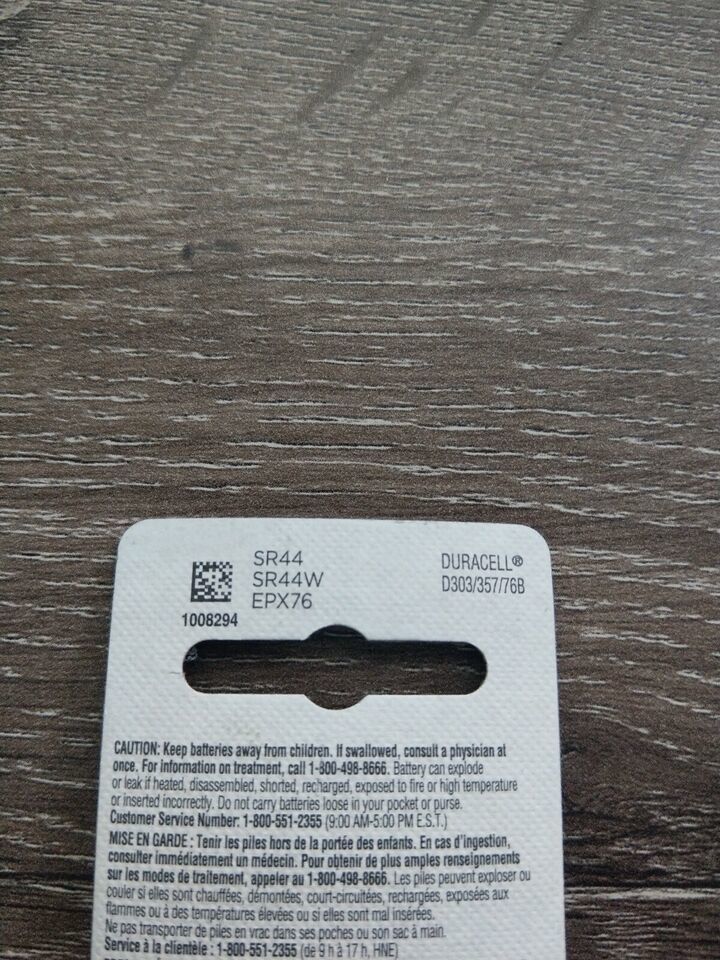 SR44
SR44W
EPX76
1008294
DURACELL®
D303/357/76B
CAUTION: Keep batteries away from children. If swallowed, consult a physician at
once. For information on treatment, call 1-800-498-8666. Battery can explode
or leak if heated, disassembled, shorted, recharged, exposed to fire or high temperature
or inserted incorrectly. Do not carry batteries loose in your pocket or purse.
Customer Service Number: 1-800-551-2355 (9:00 AM-5:00 PM E.S.T.)
MISE EN GARDE : Tenir les piles hors de la portée des enfants. En cas d'ingestion,
consulter immédiatement un médecin. Pour obtenir de plus amples renseignements
sur les modes de traitement, appeler au 1-800-498-8666. Les piles peuvent exploser ou
couler si elles sont chauffées, démontées, court-circuitées, rechargées, exposées aux
flammes ou à des températures élevées ou si elles sont mal insérées.
Ne pas transporter de piles en vrac dans ses poches ou son sac à main.
Service à la clientèle : 1-800-551-2355 (de 9 h à 17 h, HNE)